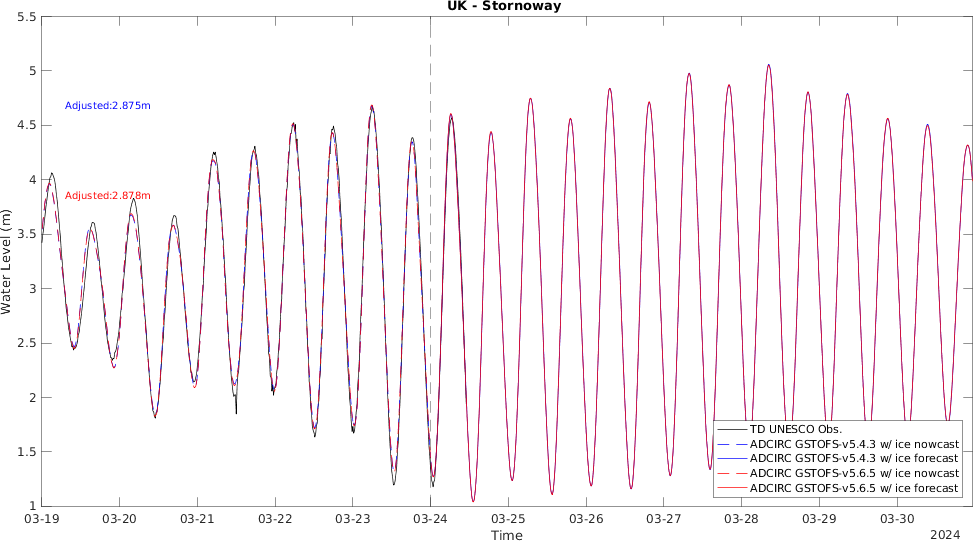 UK - Stornoway
5.5
5
4.5
4
3.5
3
2.5
2
1.5
1
Water Level (m)
Adjusted:2.875m
Adjusted:2.878m
TD UNESCO Obs.
ADCIRC GSTOFS-v5.4.3 w/ ice nowcast
ADCIRC GSTOFS-v5.4.3 w/ ice forecast
ADCIRC GSTOFS-v5.6.5 w/ ice nowcast
ADCIRC GSTOFS-v5.6.5 w/ ice forecast
03-19 03-20 03-21 03-22 03-23 03-24 03-25 03-26 03-27 03-28 03-29 03-30
Time
2024